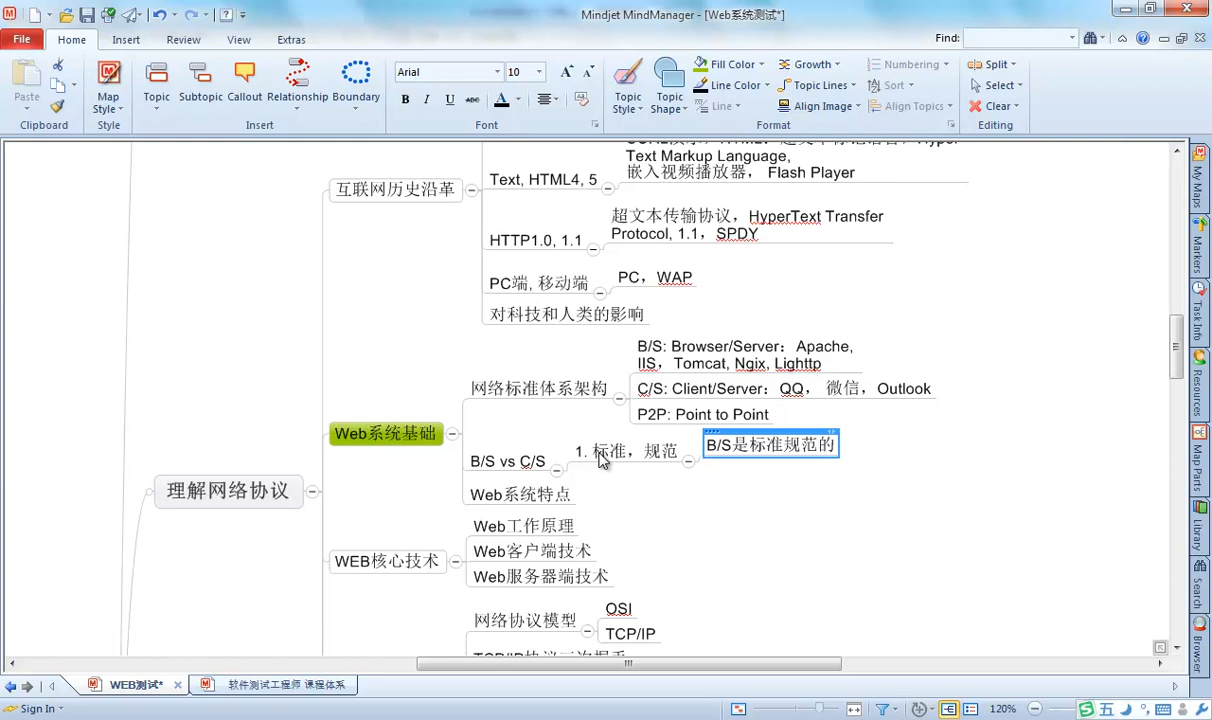 Mindjet MindManager - [Web系统测试*]
File Home Insert Review View Extras Find:
Paste Map Style Topic Subtopic Callout Relationship Boundary Arial 10 B I U abc A Topic Style Topic Shape Fill Color Line Color Line Growth Topic Lines Align Image Numbering Sort Align Topics Split Select Clear
Clipboard Style Insert Font Format Editing
Text Markup Language,
嵌入视频播放器， Flash Player
Text, HTML4, 5
互联网历史沿革
超文本传输协议，HyperText Transfer
Protocol, 1.1，SPDY
HTTP1.0, 1.1
PC，WAP
PC端, 移动端
对科技和人类的影响
B/S: Browser/Server：Apache,
IIS，Tomcat, Ngix, Lighttp
网络标准体系架构
C/S: Client/Server：QQ， 微信，Outlook
P2P: Point to Point
Web系统基础
B/S是标准规范的
1. 标准，规范
B/S vs C/S
Web系统特点
理解网络协议
Web工作原理
Web客户端技术
WEB核心技术
Web服务器端技术
OSI
网络协议模型
TCP/IP
TCP/IP协议三次握手
My Maps
Markers
Task Info
Resources
Map Parts
Library
Search
Browser
WEB测试* 软件测试工程师 课程体系
Sign In 120% 五